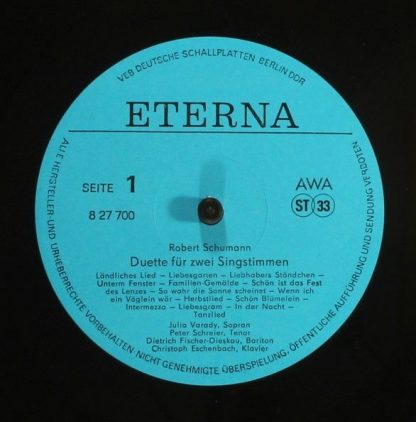 VEB DEUTSCHE SCHALLPLATTEN BERLIN DDR
ETERNA
SEITE 1
AWA
8 27 700
ST 33
Robert Schumann
Duette für zwei Singstimmen
Ländliches Lied — Liebesgarten — Liebhabers Ständchen —
Unterm Fenster — Familien-Gemälde — Schön ist das Fest
des Lenzes — So wahr die Sonne scheinet — Wenn ich
ein Vöglein wär — Herbstlied — Schön Blümelein —
Intermezzo — Liebesgram — In der Nacht —
Tanzlied
Julia Varady, Sopran
Peter Schreier, Tenor
Dietrich Fischer-Dieskau, Bariton
Christoph Eschenbach, Klavier
ALLE HERSTELLER UND URHEBERRECHTE VORBEHALTEN NICHT GENEHMIGTE ÜBERSPIELUNG, ÖFFENTLICHE AUFFÜHRUNG UND SENDUNG VERBOTEN